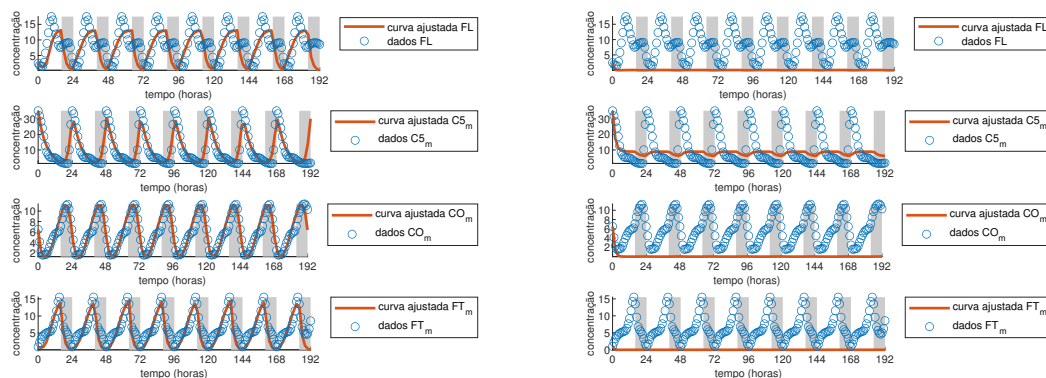 concentração
15
10
5
0 24 48 72 96 120 144 168 192
tempo (horas)
curva ajustada FL
dados FL
concentração
30
20
10
0 24 48 72 96 120 144 168 192
tempo (horas)
curva ajustada C5m
dados C5m
concentração
10
8
6
4
2
0 24 48 72 96 120 144 168 192
tempo (horas)
curva ajustada COm
dados COm
concentração
15
10
5
0
0 24 48 72 96 120 144 168 192
tempo (horas)
curva ajustada FTm
dados FTm
concentração
15
10
5
0 24 48 72 96 120 144 168 192
tempo (horas)
curva ajustada FL
dados FL
concentração
30
20
10
0 24 48 72 96 120 144 168 192
tempo (horas)
curva ajustada C5m
dados C5m
concentração
10
8
6
4
2
0 24 48 72 96 120 144 168 192
tempo (horas)
curva ajustada COm
dados COm
concentração
15
10
5
0
0 24 48 72 96 120 144 168 192
tempo (horas)
curva ajustada FTm
dados FTm